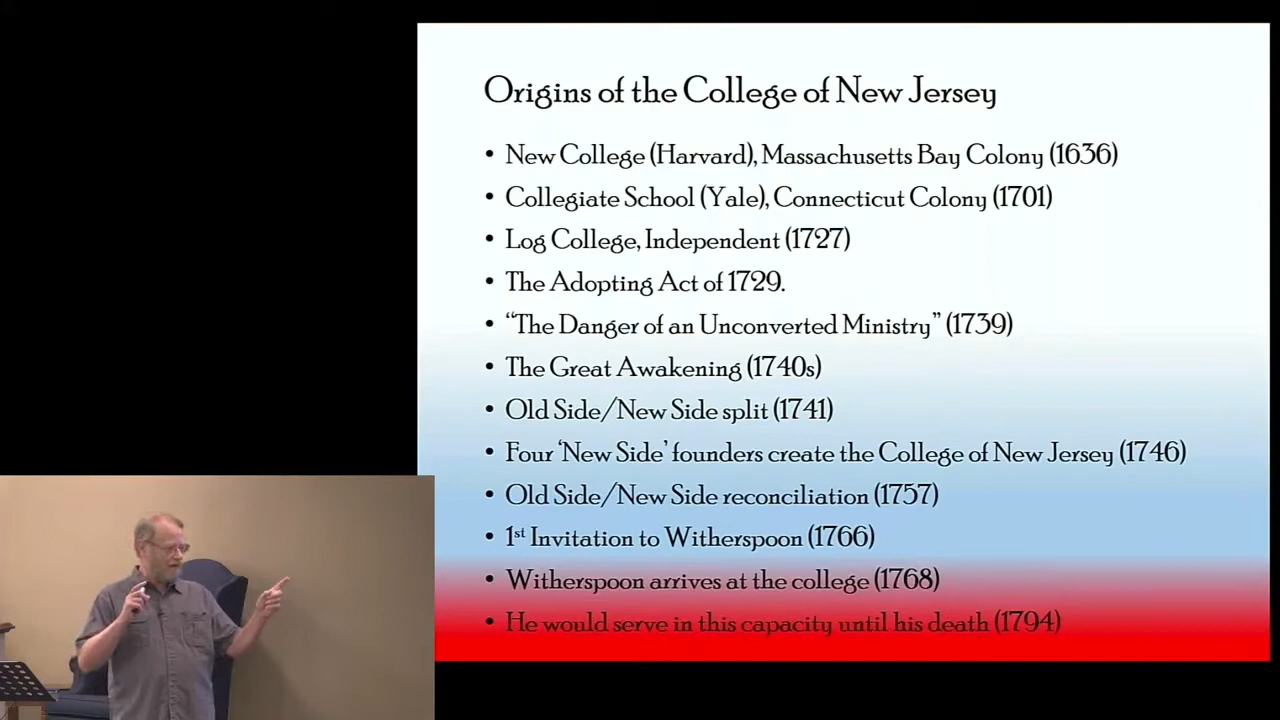 Origins of the College of New Jersey
• New College (Harvard), Massachusetts Bay Colony (1636)
• Collegiate School (Yale), Connecticut Colony (1701)
• Log College, Independent (1727)
• The Adopting Act of 1729.
• “The Danger of an Unconverted Ministry” (1739)
• The Great Awakening (1740s)
• Old Side/New Side split (1741)
• Four ‘New Side’ founders create the College of New Jersey (1746)
• Old Side/New Side reconciliation (1757)
• 1st Invitation to Witherspoon (1766)
• Witherspoon arrives at the college (1768)
• He would serve in this capacity until his death (1794)